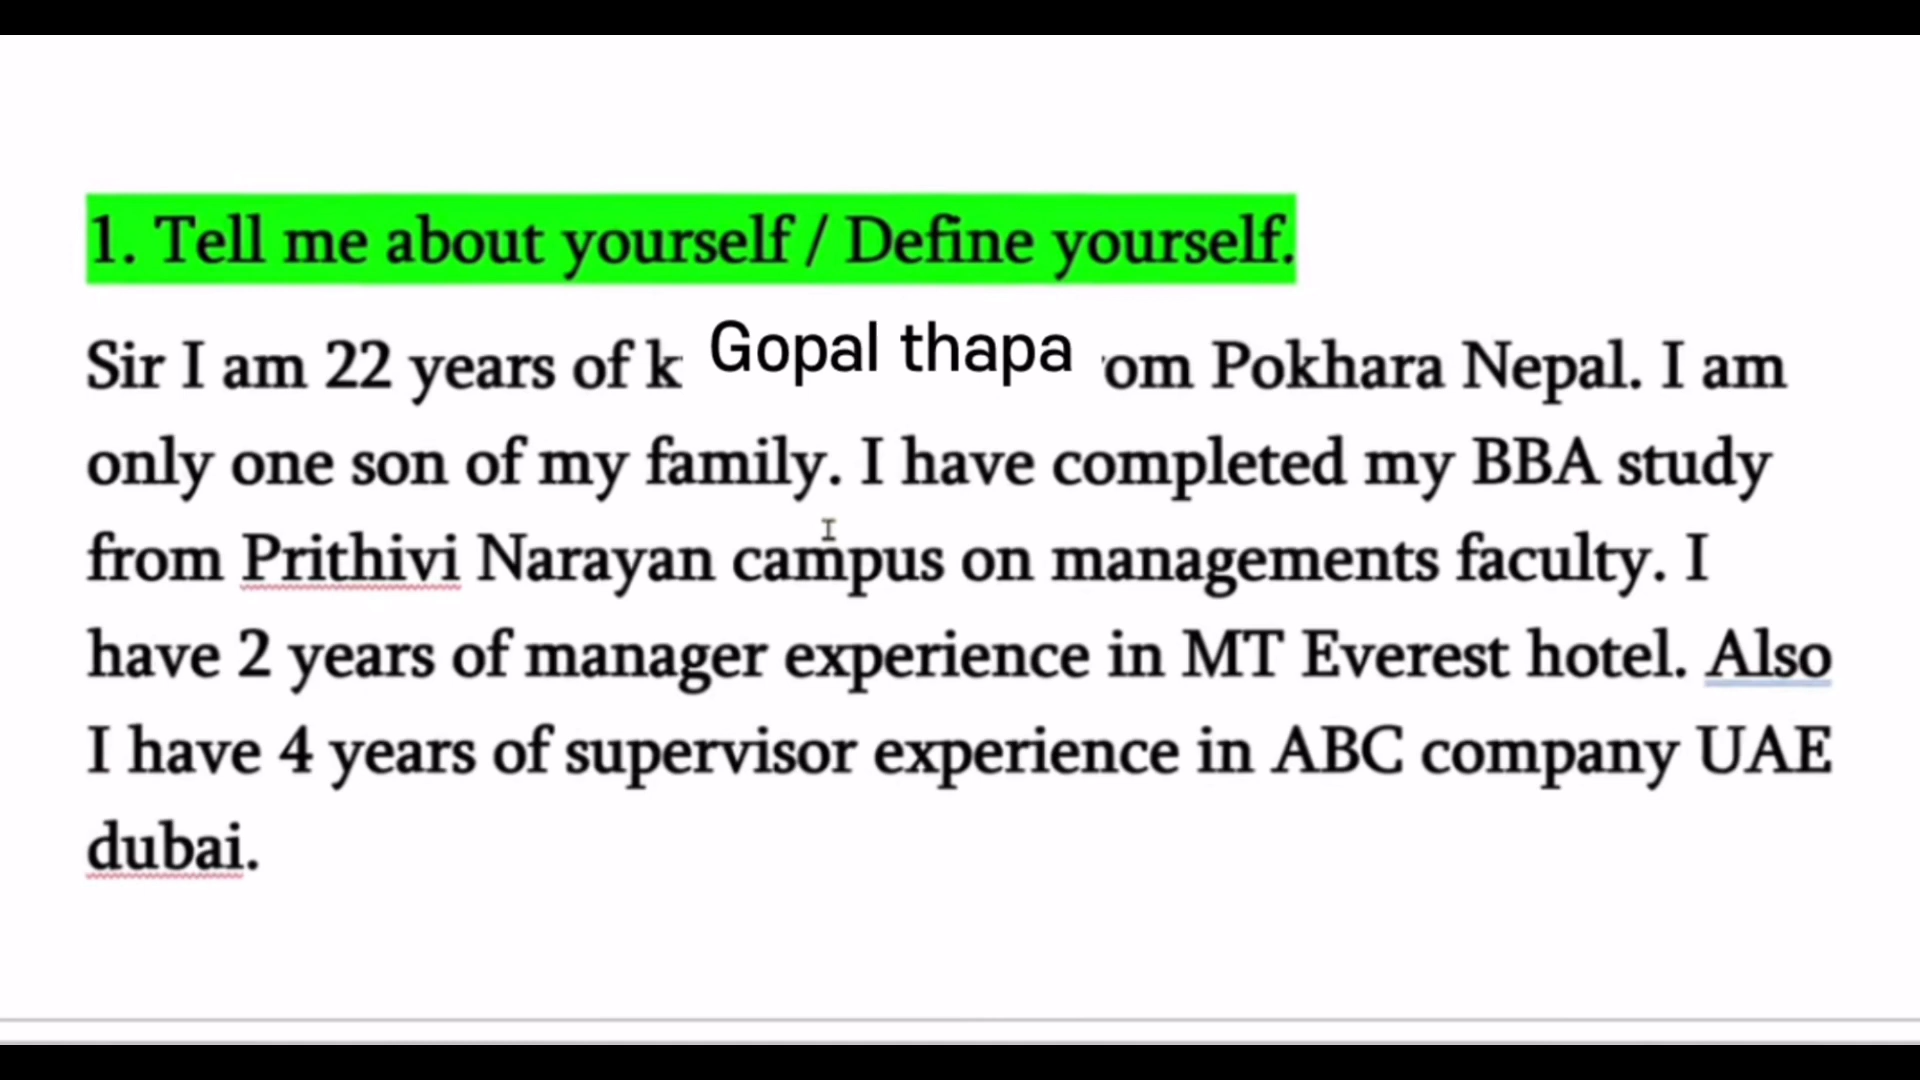 1. Tell me about yourself / Define yourself.
Sir I am 22 years of Gopal thapa Pokhara Nepal. I am
only one son of my family. I have completed my BBA study
from Prithivi Narayan campus on managements faculty. I
have 2 years of manager experience in MT Everest hotel. Also
I have 4 years of supervisor experience in ABC company UAE
dubai.